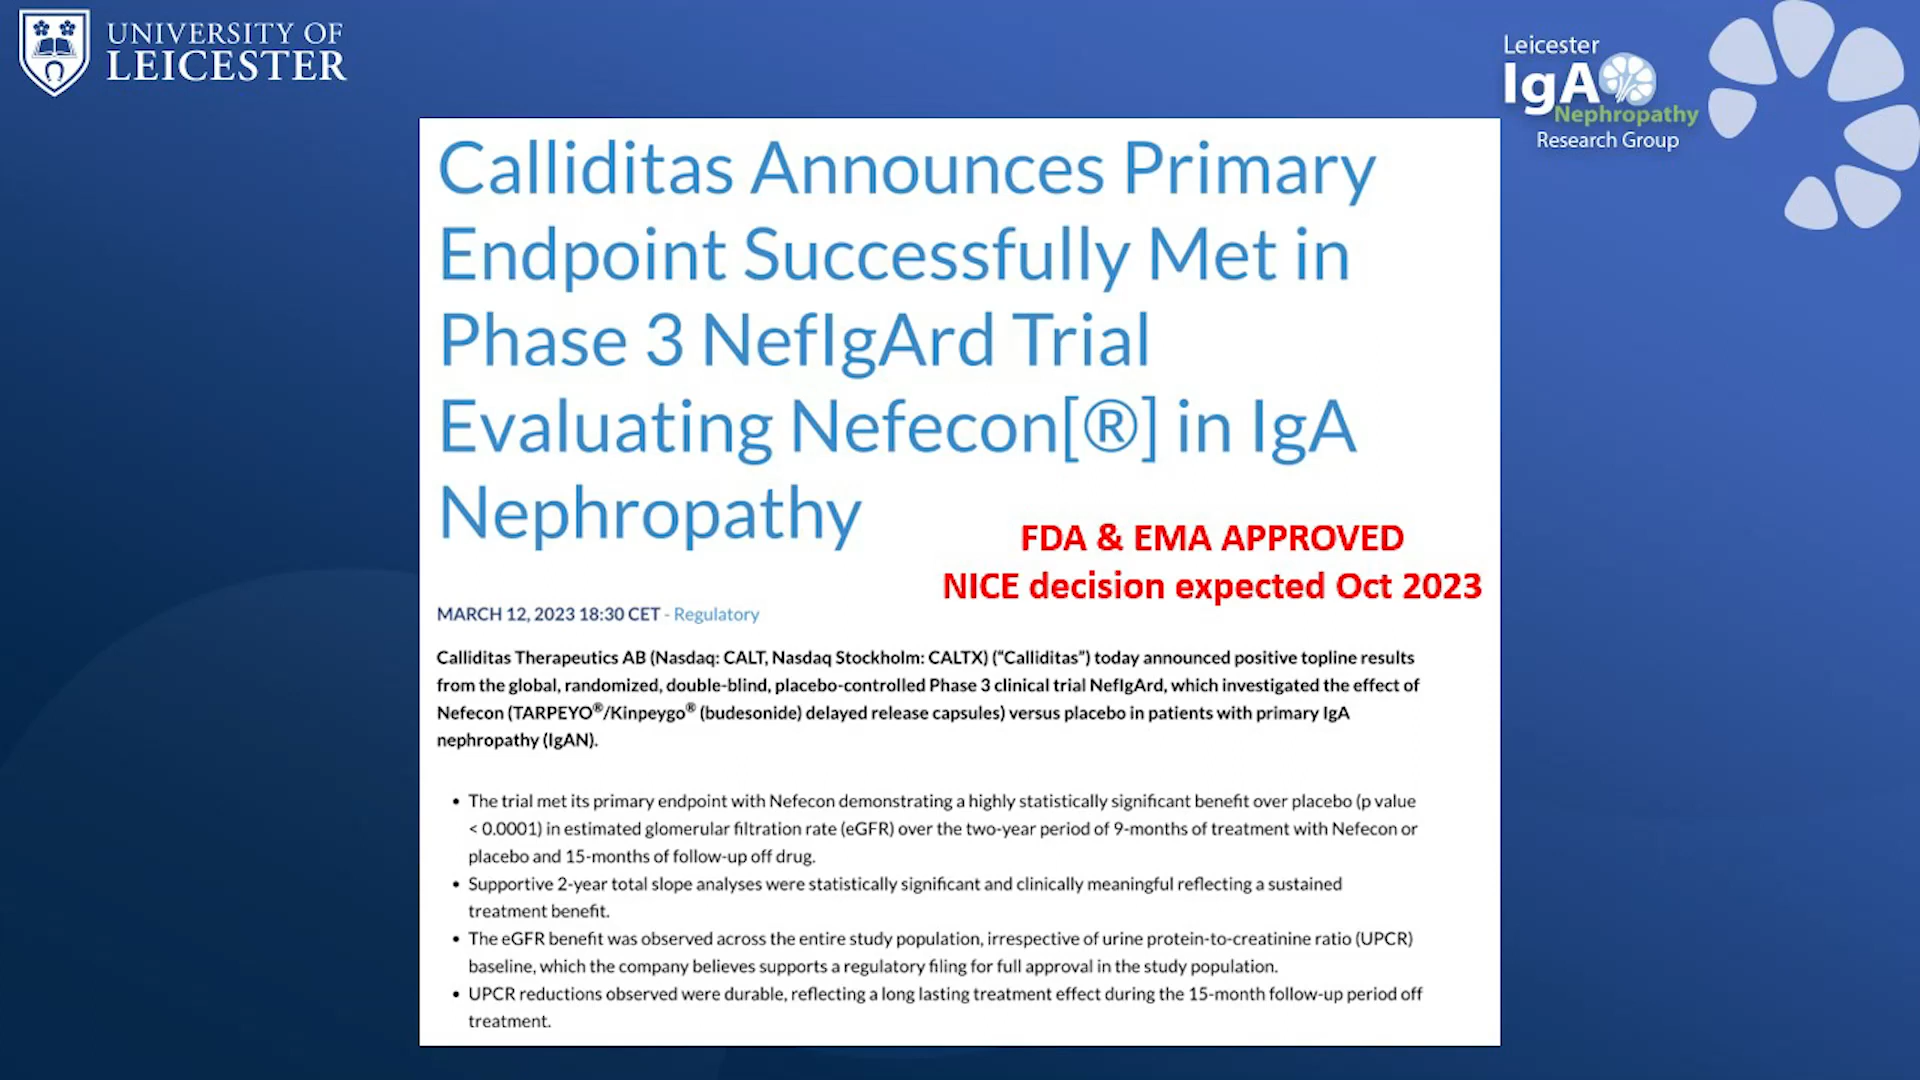 UNIVERSITY OF
LEICESTER
Leicester
IgA
Nephropathy
Research Group
Calliditas Announces Primary
Endpoint Successfully Met in
Phase 3 NefIgArd Trial
Evaluating Nefecon[®] in IgA
Nephropathy
FDA & EMA APPROVED
NICE decision expected Oct 2023
MARCH 12, 2023 18:30 CET - Regulatory
Calliditas Therapeutics AB (Nasdaq: CALT, Nasdaq Stockholm: CALTX) (“Calliditas”) today announced positive topline results
from the global, randomized, double-blind, placebo-controlled Phase 3 clinical trial NefIgArd, which investigated the effect of
Nefecon (TARPEYO®/Kinpeygo® (budesonide) delayed release capsules) versus placebo in patients with primary IgA
nephropathy (IgAN).
• The trial met its primary endpoint with Nefecon demonstrating a highly statistically significant benefit over placebo (p value
< 0.0001) in estimated glomerular filtration rate (eGFR) over the two-year period of 9-months of treatment with Nefecon or
placebo and 15-months of follow-up off drug.
• Supportive 2-year total slope analyses were statistically significant and clinically meaningful reflecting a sustained
treatment benefit.
• The eGFR benefit was observed across the entire study population, irrespective of urine protein-to-creatinine ratio (UPCR)
baseline, which the company believes supports a regulatory filing for full approval in the study population.
• UPCR reductions observed were durable, reflecting a long lasting treatment effect during the 15-month follow-up period off
treatment.